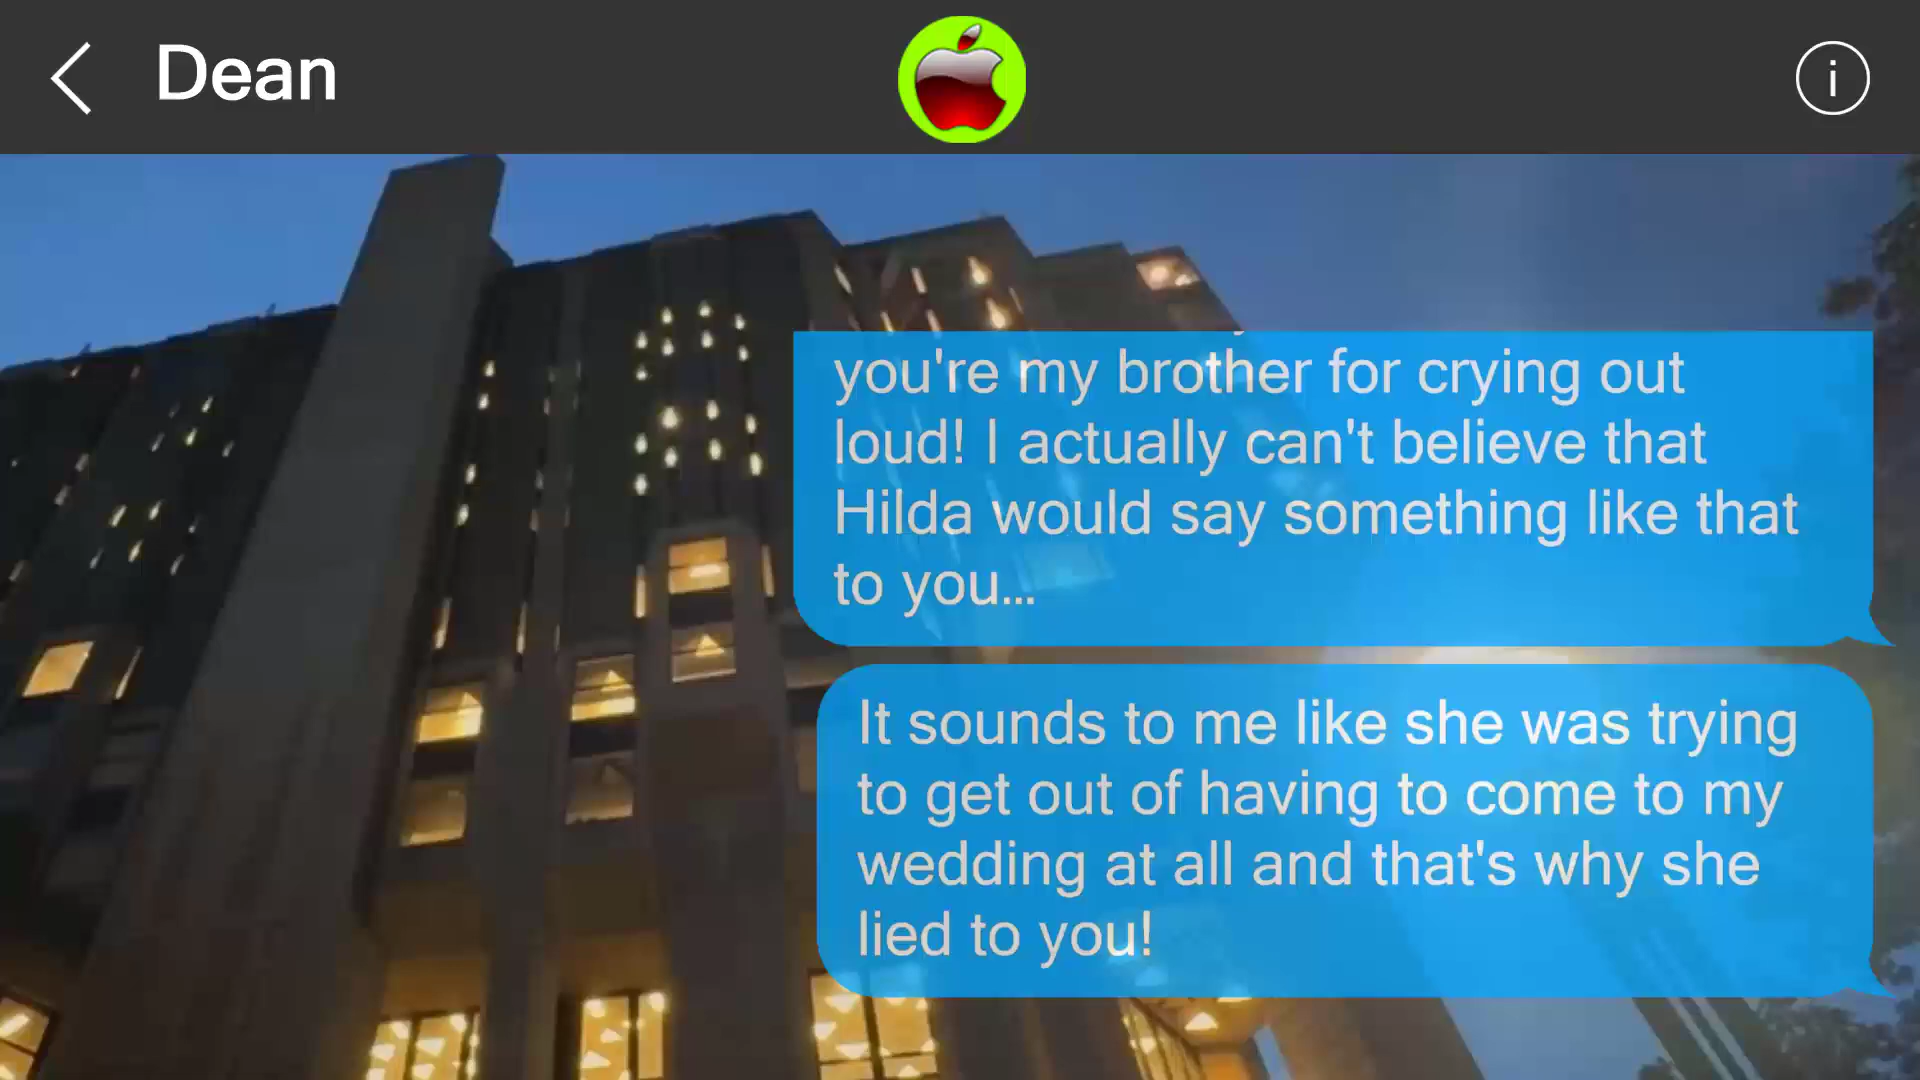 Dean
you're my brother for crying out
loud! I actually can't believe that
Hilda would say something like that
to you...
It sounds to me like she was trying
to get out of having to come to my
wedding at all and that's why she
lied to you!